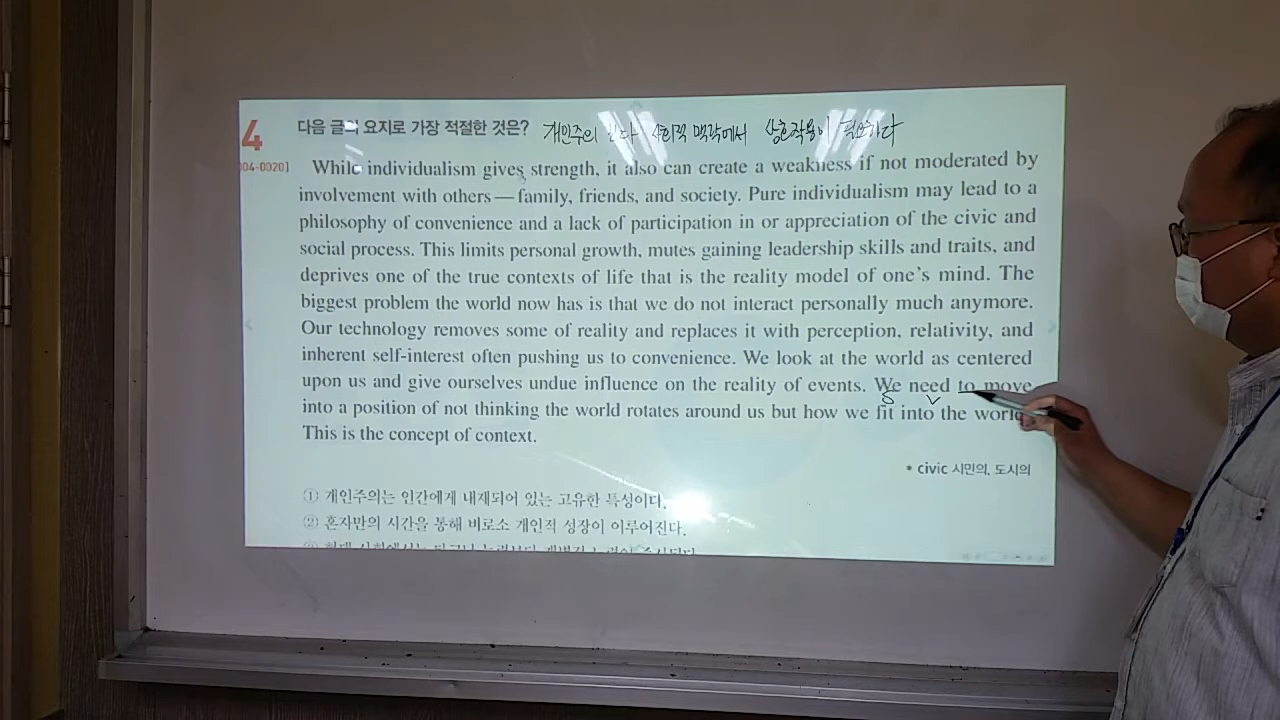 4
다음 글의 요지로 가장 적절한 것은?
개인주의 사회적 맥락에서 상호작용이 필요하다
04-0020]
While individualism gives strength, it also can create a weakness if not moderated by
involvement with others — family, friends, and society. Pure individualism may lead to a
philosophy of convenience and a lack of participation in or appreciation of the civic and
social process. This limits personal growth, mutes gaining leadership skills and traits, and
deprives one of the true contexts of life that is the reality model of one's mind. The
biggest problem the world now has is that we do not interact personally much anymore.
Our technology removes some of reality and replaces it with perception, relativity, and
inherent self-interest often pushing us to convenience. We look at the world as centered
upon us and give ourselves undue influence on the reality of events. We need to move
into a position of not thinking the world rotates around us but how we fit into the world
This is the concept of context.
* civic 시민의, 도시의
① 개인주의는 인간에게 내재되어 있는 고유한 특성이다.
② 혼자만의 시간을 통해 비로소 개인적 성장이 이루어진다.